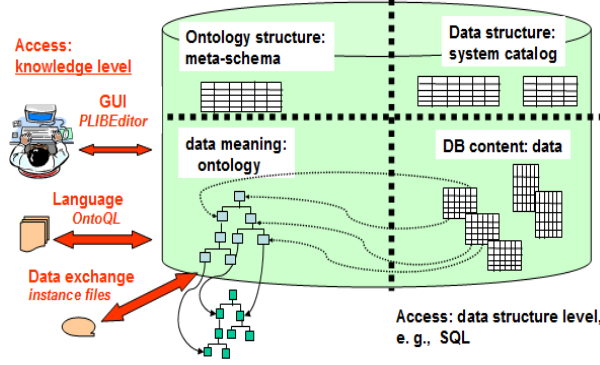 Access:
knowledge level
GUI
PLIBEditor
Language
OntoQL
Data exchange
instance files
Ontology structure:
meta-schema
Data structure:
system catalog
data meaning:
ontology
DB content: data
Access: data structure level,
e. g., SQL